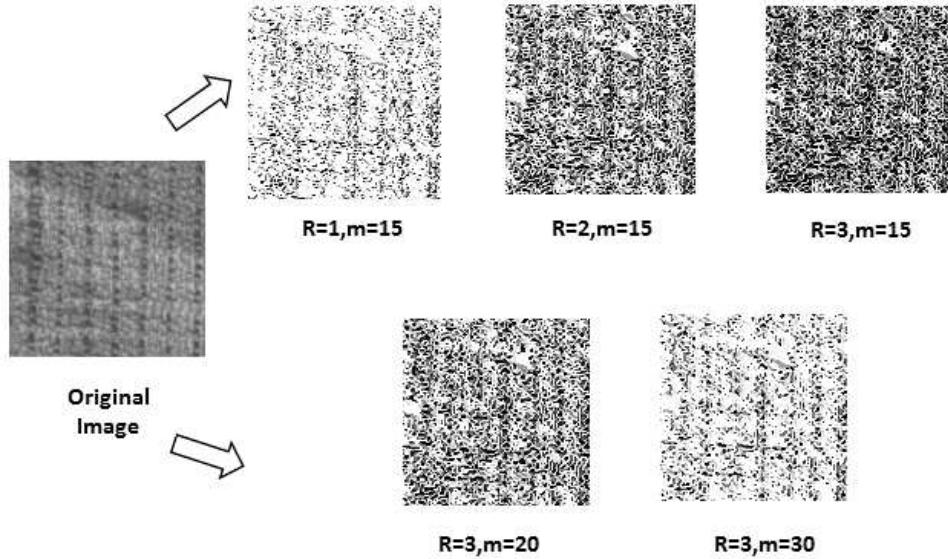 R=1,m=15
R=2,m=15
R=3,m=15
Original
Image
R=3,m=20
R=3,m=30